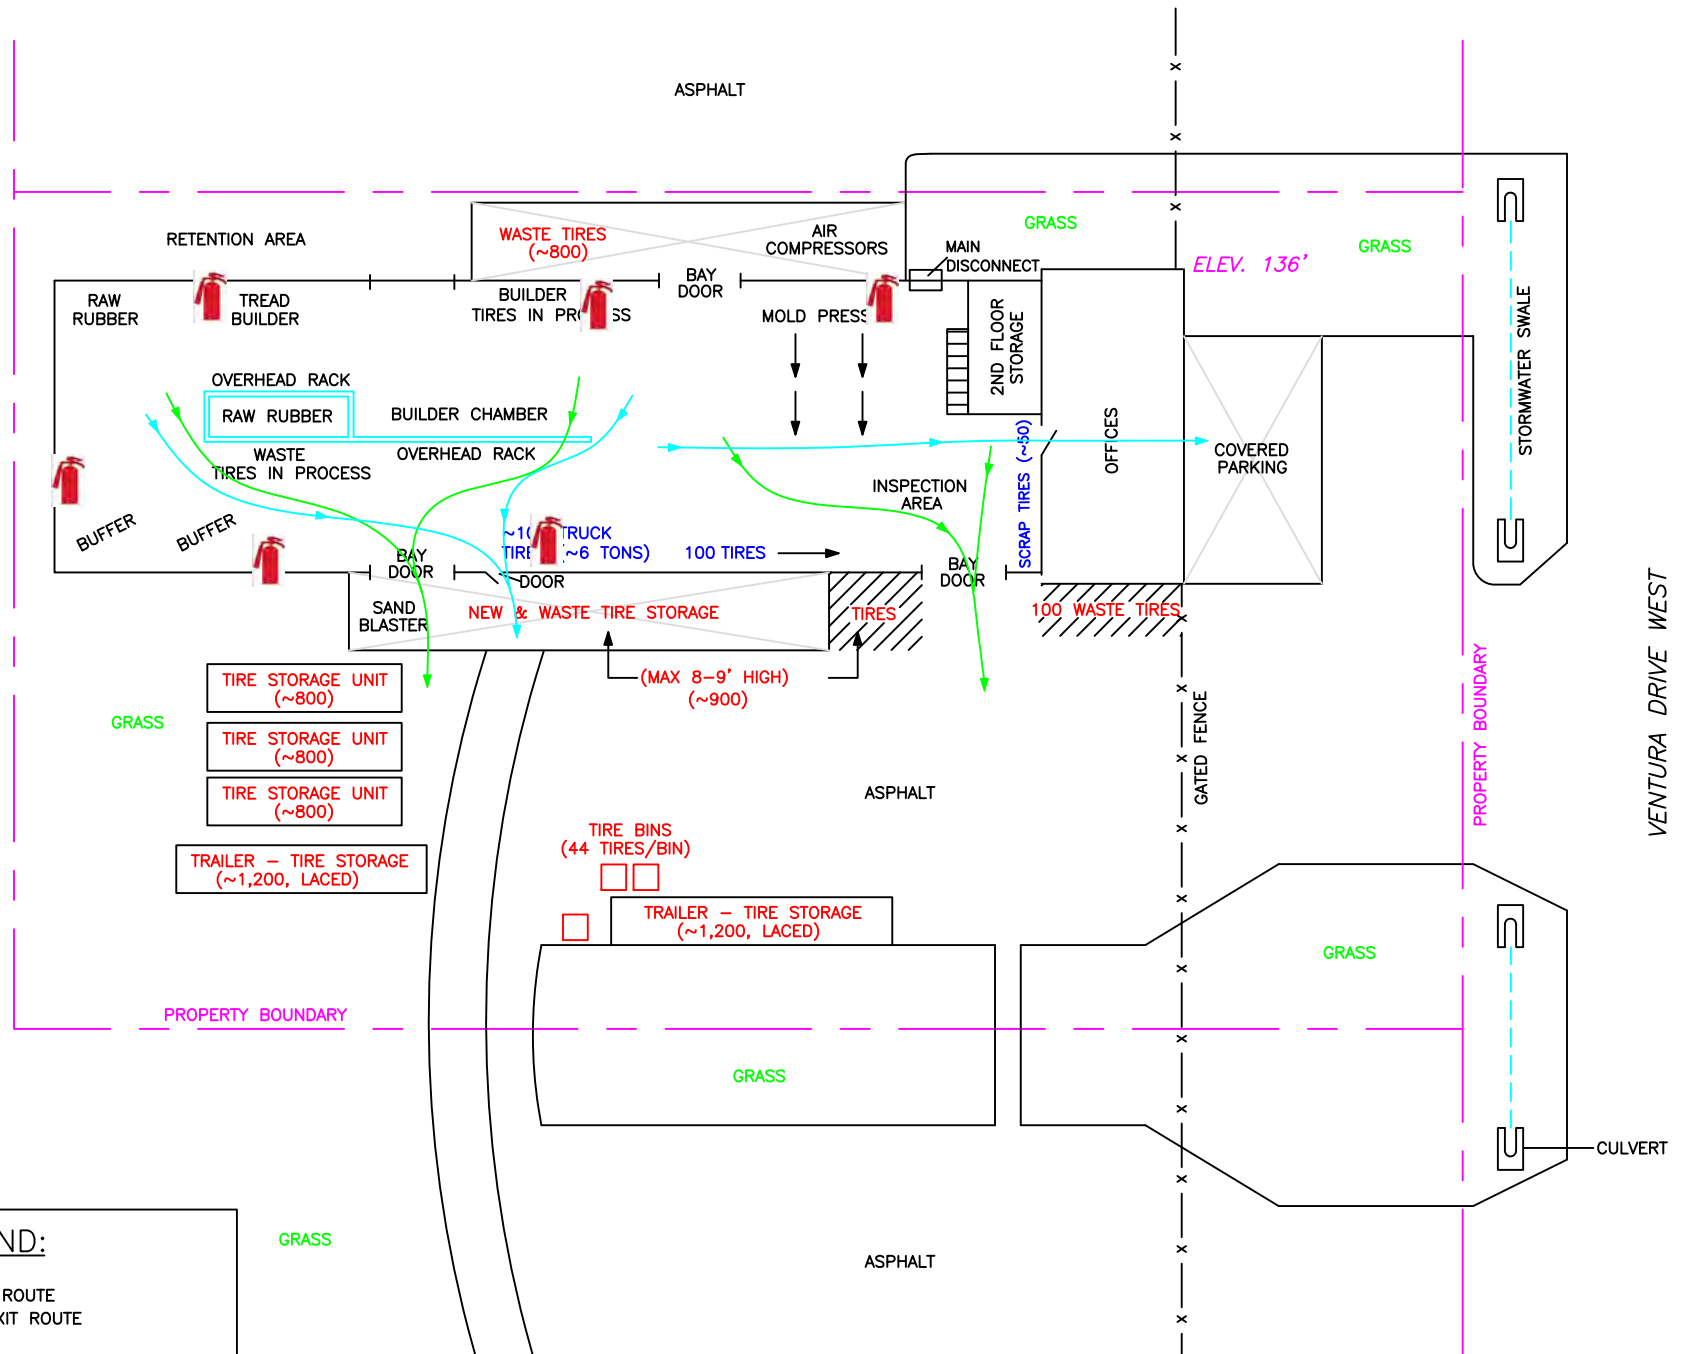 ASPHALT
GRASS
GRASS
RETENTION AREA
WASTE TIRES
(~800)
AIR
COMPRESSORS
MAIN
DISCONNECT
ELEV. 136'
RAW
RUBBER
TREAD
BUILDER
BUILDER
TIRES IN
BAY
DOOR
MOLD
2ND FLOOR
STORAGE
STORMWATER SWALE
OVERHEAD RACK
RAW RUBBER
BUILDER CHAMBER
OVERHEAD RACK
WASTE
TIRES IN PROCESS
INSPECTION
AREA
SCRAP TIRES (~50)
OFFICES
COVERED
PARKING
BUFFER
BUFFER
TRUCK
(~6 TONS)
100 TIRES
BAY
DOOR
DOOR
BAY
DOOR
SAND
BLASTER
NEW & WASTE TIRE STORAGE
TIRES
100 WASTE TIRES
(MAX 8-9' HIGH)
(~900)
TIRE STORAGE UNIT
(~800)
TIRE STORAGE UNIT
(~800)
TIRE STORAGE UNIT
(~800)
GRASS
TRAILER - TIRE STORAGE
(~1,200, LACED)
ASPHALT
GATED FENCE
PROPERTY BOUNDARY
VENTURA DRIVE WEST
TIRE BINS
(44 TIRES/BIN)
TRAILER - TIRE STORAGE
(~1,200, LACED)
GRASS
PROPERTY BOUNDARY
GRASS
CULVERT
GRASS
ASPHALT
ND:
ROUTE
XIT ROUTE